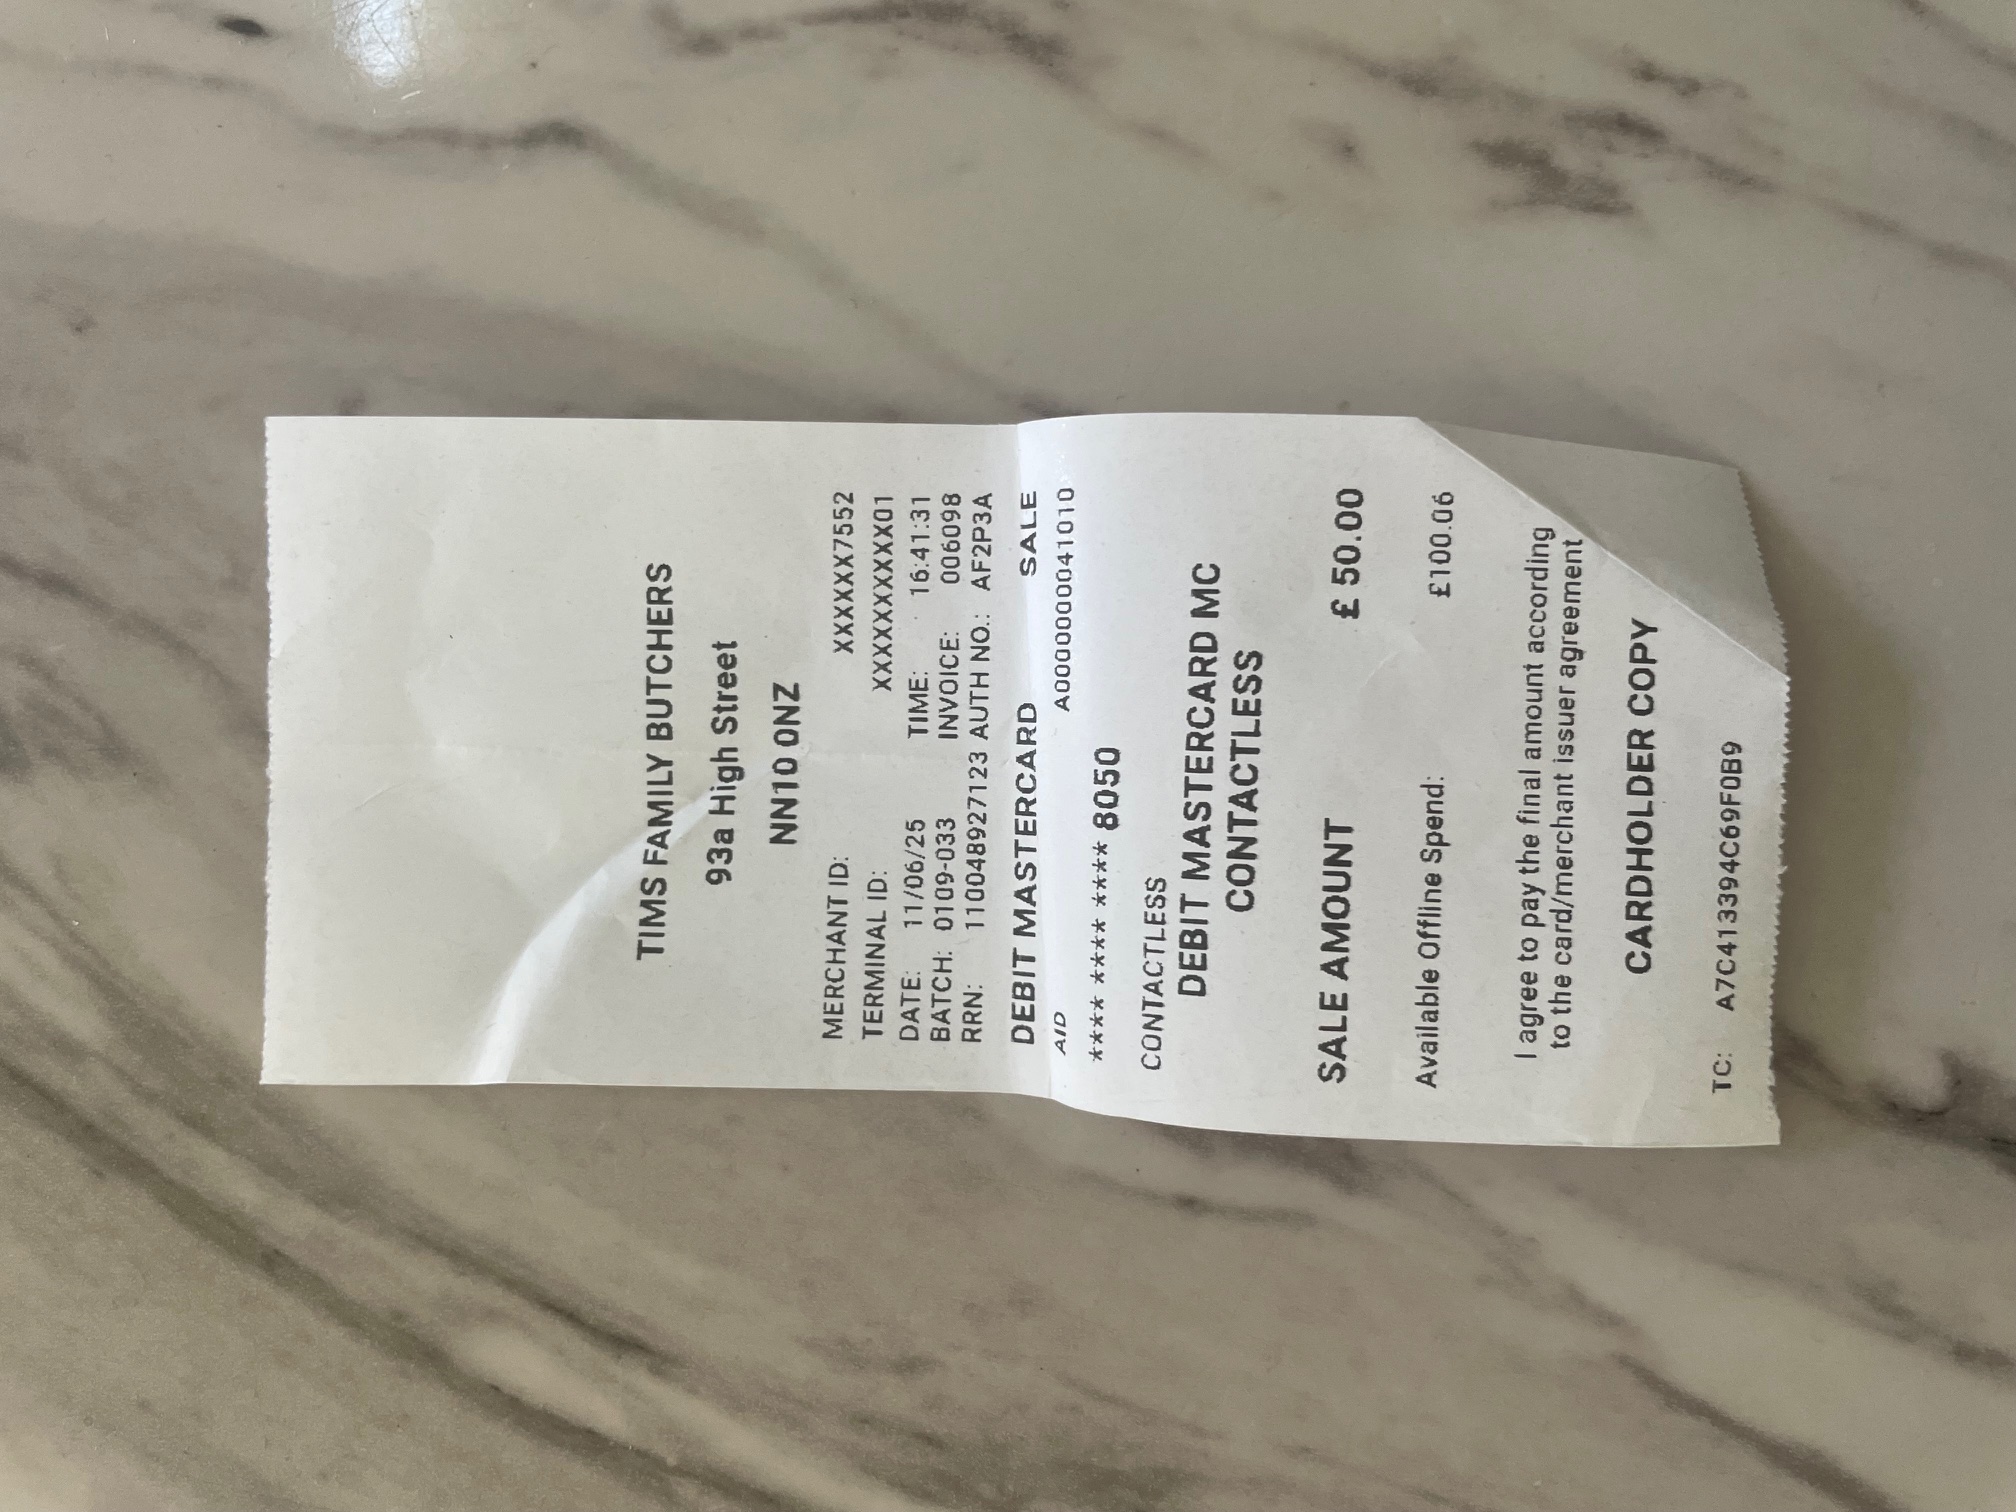 TIMS FAMILY BUTCHERS
93a High Street
NN10 0NZ
MERCHANT ID: XXXXXX7552
TERMINAL ID: XXXXXXXXXX01
DATE: 11/06/25 TIME: 16:41:31
BATCH: 0109-033 INVOICE: 006098
RRN: 110048927123 AUTH NO.: AF2P3A
DEBIT MASTERCARD SALE
AID A0000000041010
**** **** **** 8050
CONTACTLESS
DEBIT MASTERCARD MC
CONTACTLESS
SALE AMOUNT £ 50.00
Available Offline Spend: £100.06
I agree to pay the final amount according
to the card/merchant issuer agreement
CARDHOLDER COPY
TC: A7C413394C69F0B9